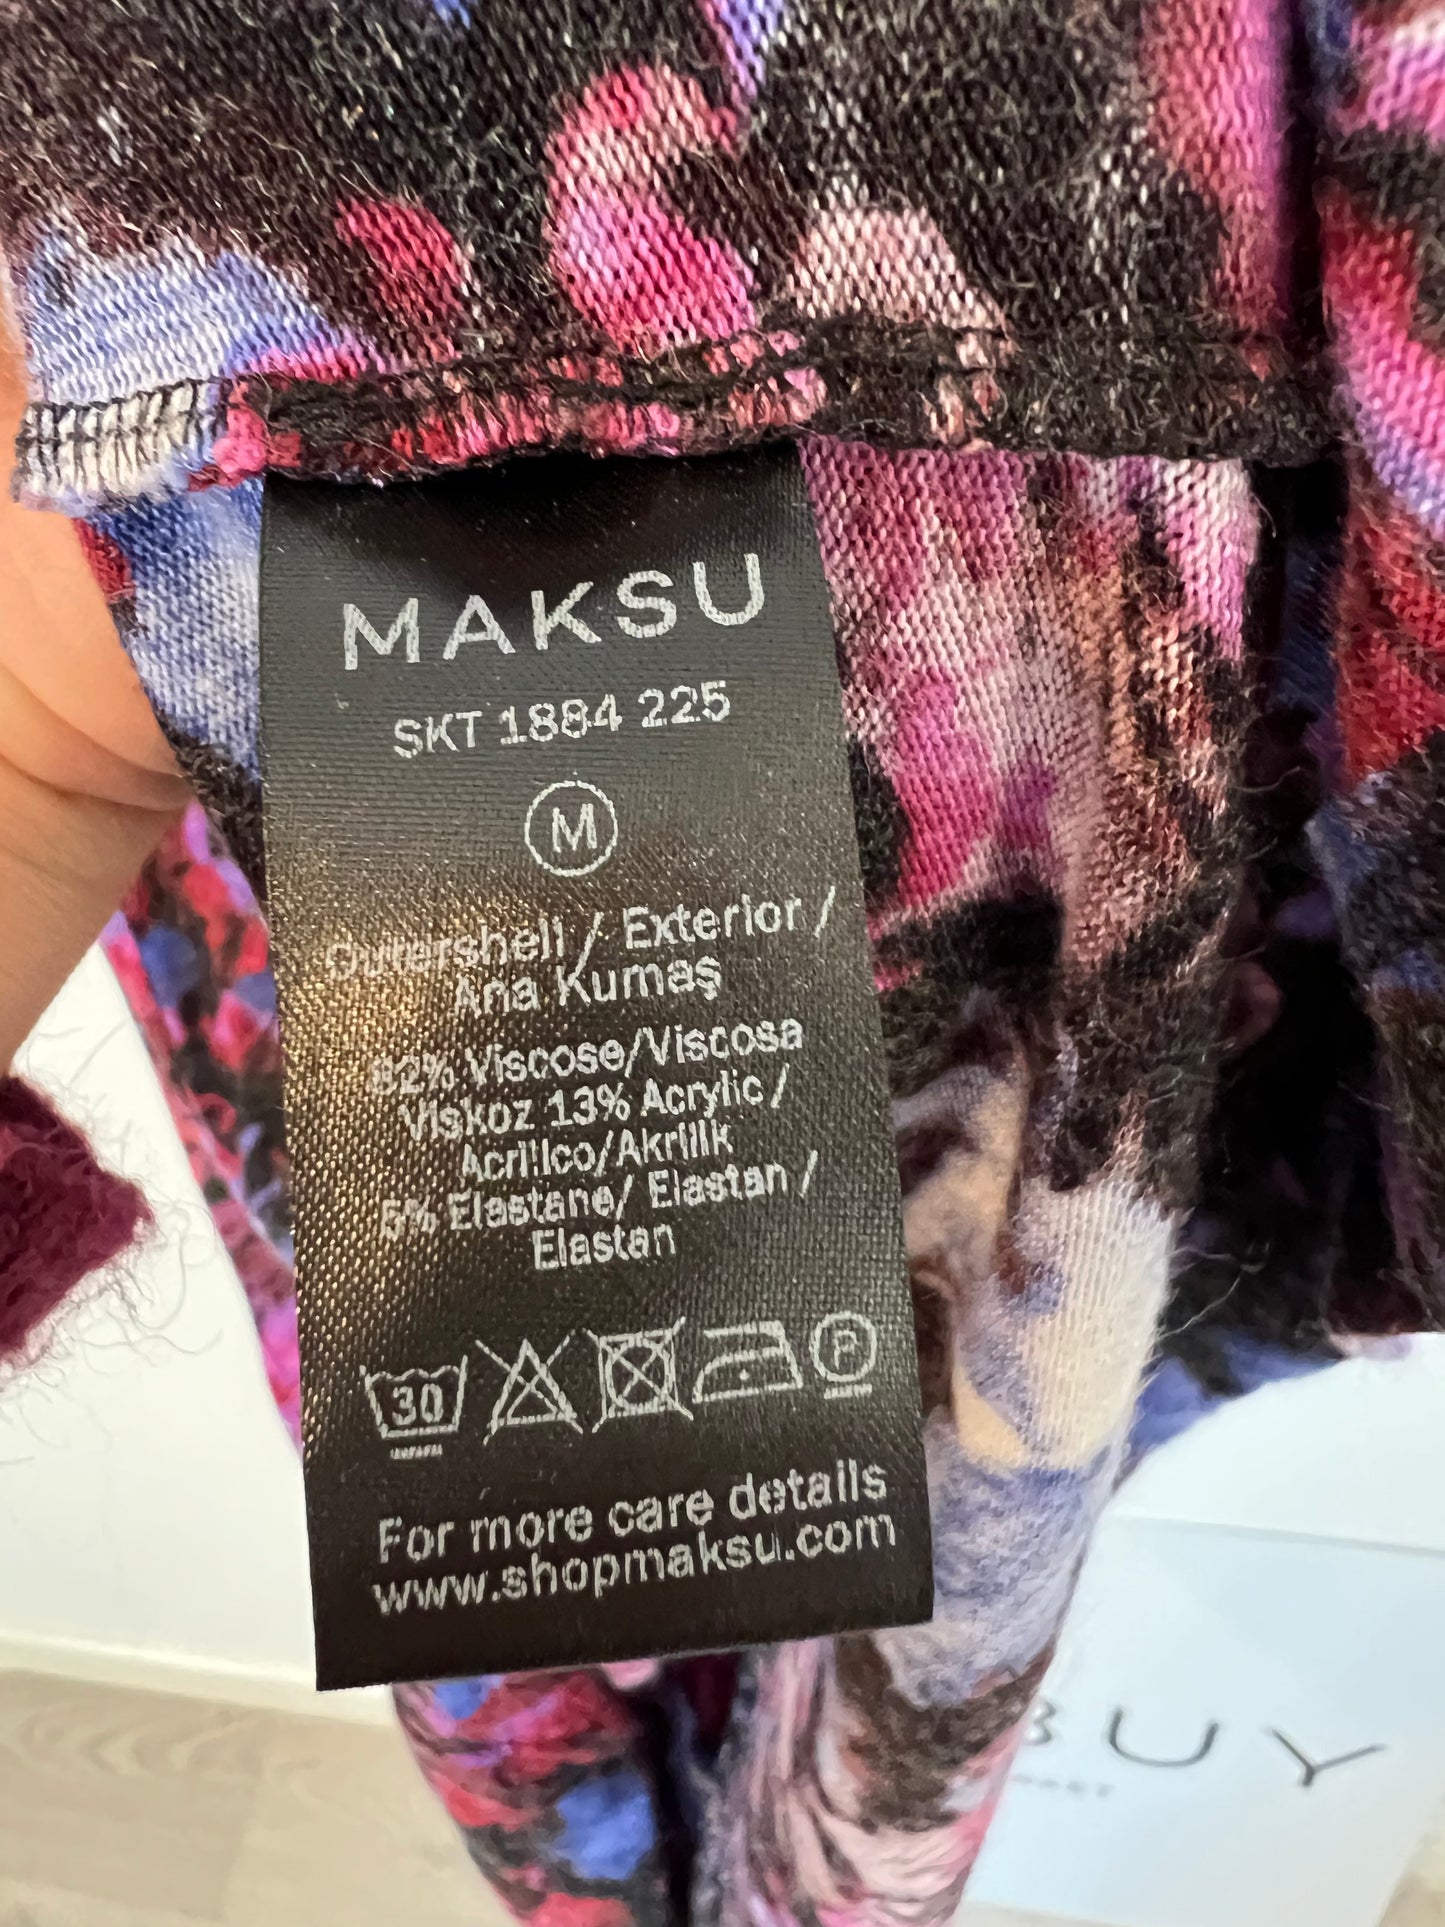 MAKSU
SKT 1884 225
M
Outershell / Exterior /
Ana Kumaş
82% Viscose/Viscosa
Viskoz 13% Acrylic /
Acrilico/Akrilik
5% Elastane/ Elastan /
Elastan
30
P
For more care details
www.shopmaksu.com
BUY